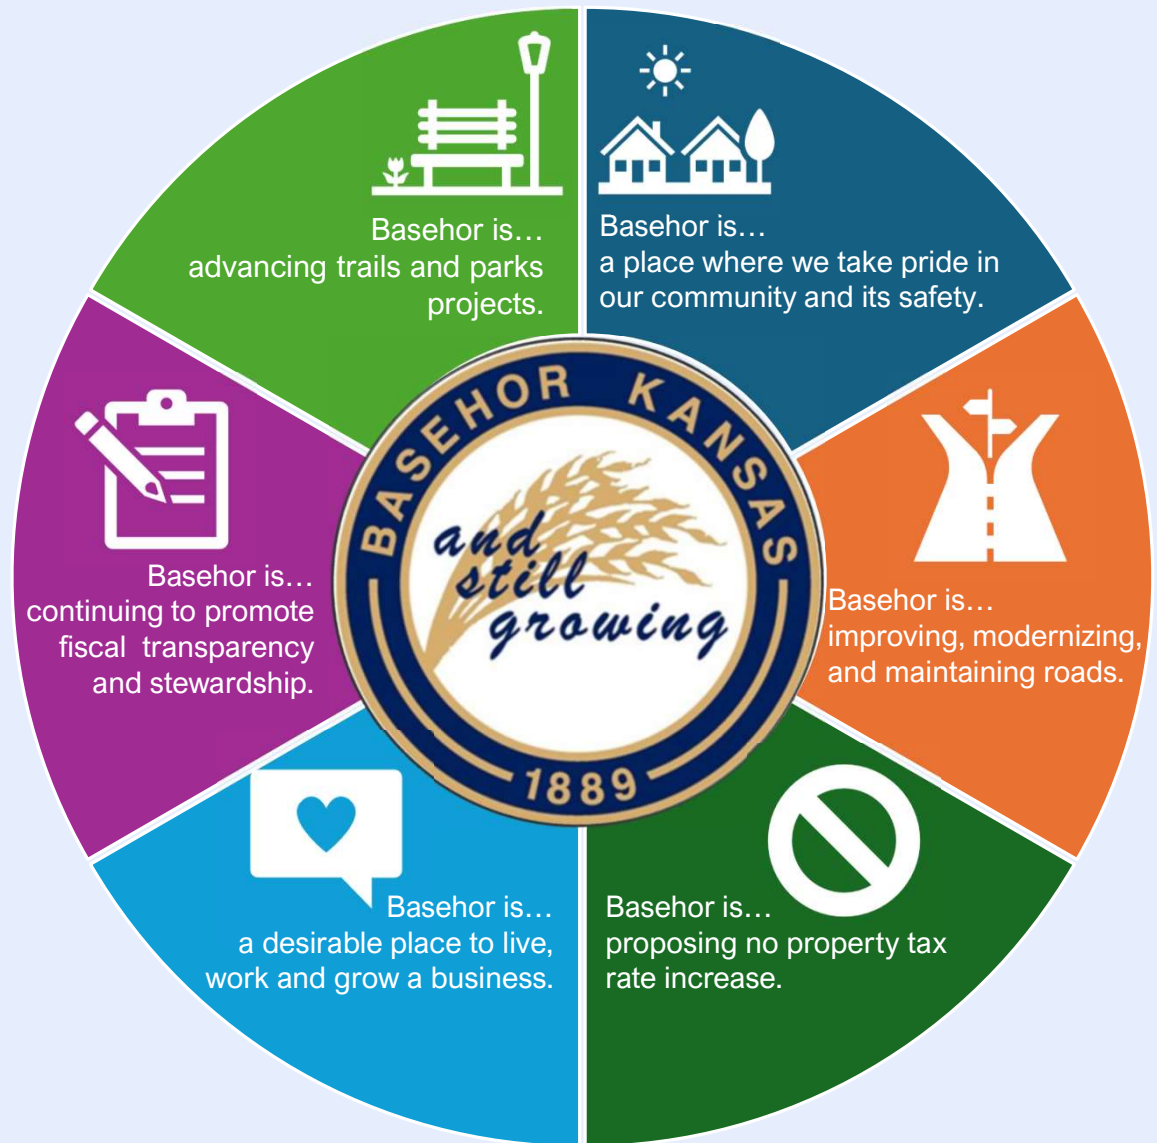 Basehor is…
advancing trails and parks
projects.
Basehor is…
a place where we take pride in
our community and its safety.
Basehor is…
continuing to promote
fiscal transparency
and stewardship.
BASEHOR KANSAS
and
still
growing
1889
Basehor is…
improving, modernizing,
and maintaining roads.
Basehor is…
a desirable place to live,
work and grow a business.
Basehor is…
proposing no property tax
rate increase.